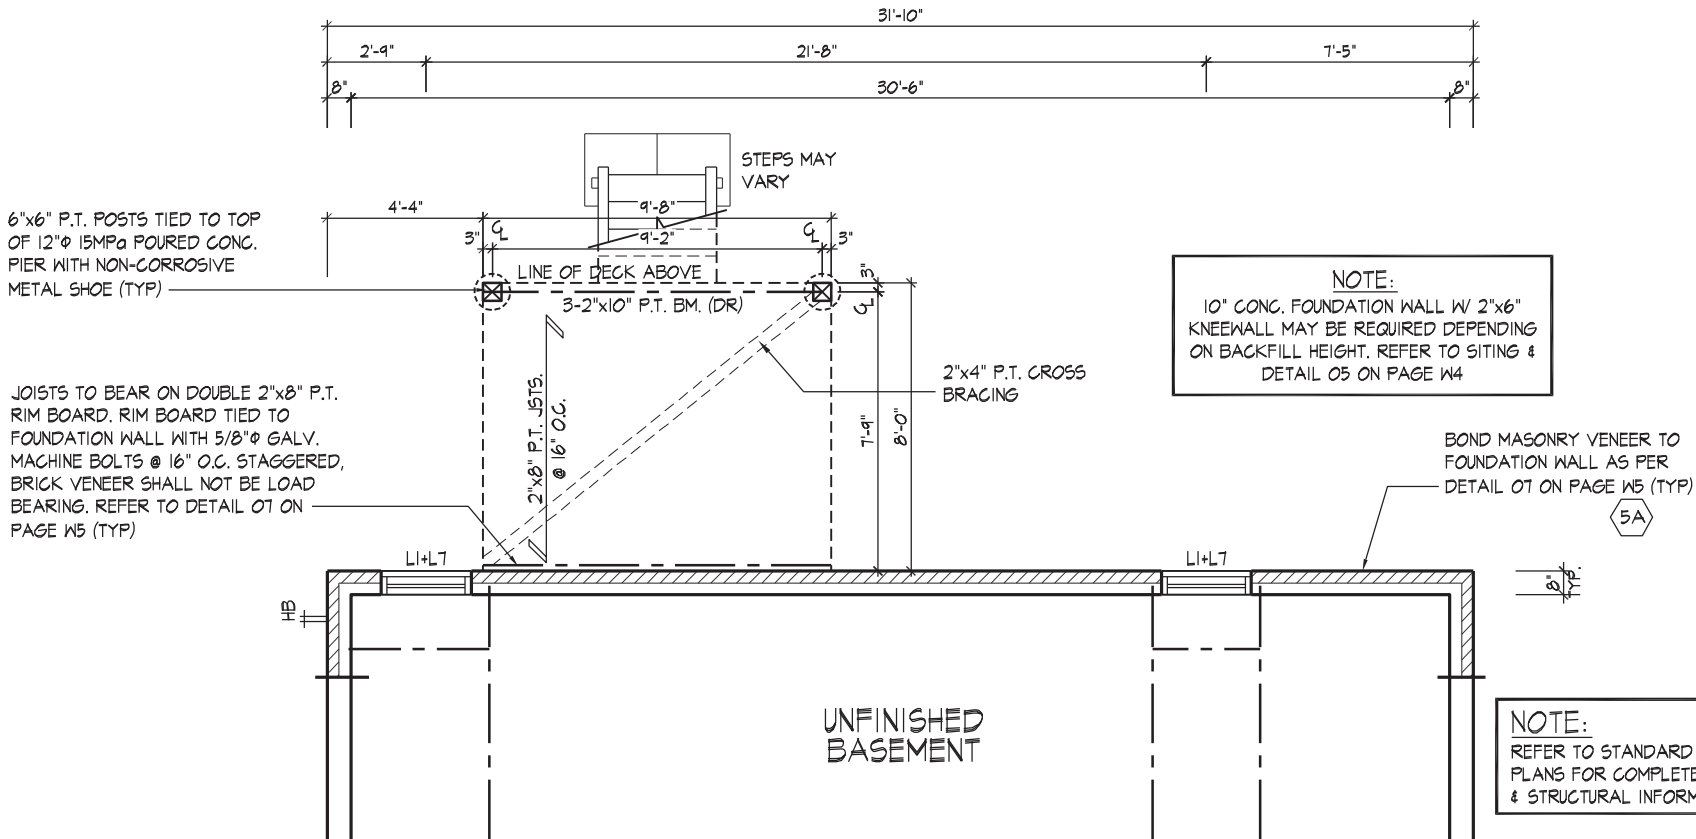 31'-10"
2'-9"
21'-8"
7'-5"
8"
30'-6"
8"
STEPS MAY
VARY
4'-4"
9'-8"
3"
℄
9'-2"
℄
3"
6"x6" P.T. POSTS TIED TO TOP
OF 12"Φ 15MPa POURED CONC.
PIER WITH NON-CORROSIVE
METAL SHOE (TYP)
LINE OF DECK ABOVE
3-2"x10" P.T. BM. (DR)
3"
℄
NOTE:
10" CONC. FOUNDATION WALL W/ 2"x6"
KNEEWALL MAY BE REQUIRED DEPENDING
ON BACKFILL HEIGHT. REFER TO SITING &
DETAIL 05 ON PAGE W4
2"x4" P.T. CROSS
BRACING
JOISTS TO BEAR ON DOUBLE 2"x8" P.T.
RIM BOARD. RIM BOARD TIED TO
FOUNDATION WALL WITH 5/8"Φ GALV.
MACHINE BOLTS @ 16" O.C. STAGGERED,
BRICK VENEER SHALL NOT BE LOAD
BEARING. REFER TO DETAIL 07 ON
PAGE W5 (TYP)
2"x8" P.T. JSTS.
@ 16" O.C.
7'-9"
8'-0"
BOND MASONRY VENEER TO
FOUNDATION WALL AS PER
DETAIL 07 ON PAGE W5 (TYP)
5A
L1+L7
L1+L7
8"
TYP.
HB
UNFINISHED
BASEMENT
NOTE:
REFER TO STANDARD
PLANS FOR COMPLETE
& STRUCTURAL INFORM